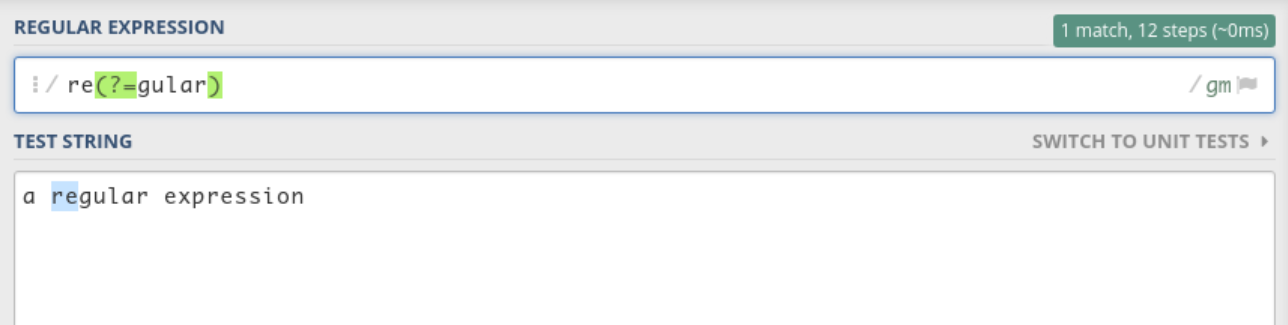 REGULAR EXPRESSION 1 match, 12 steps (~0ms)
/ re(?=gular) / gm
TEST STRING SWITCH TO UNIT TESTS
a regular expression